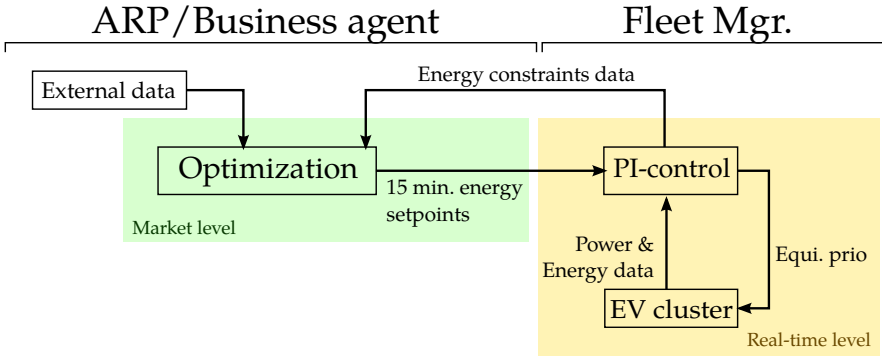 ARP/Business agent
Fleet Mgr.
Energy constraints data
External data
Optimization
PI-control
15 min. energy
setpoints
Market level
Power &
Energy data
Equi. prio
EV cluster
Real-time level